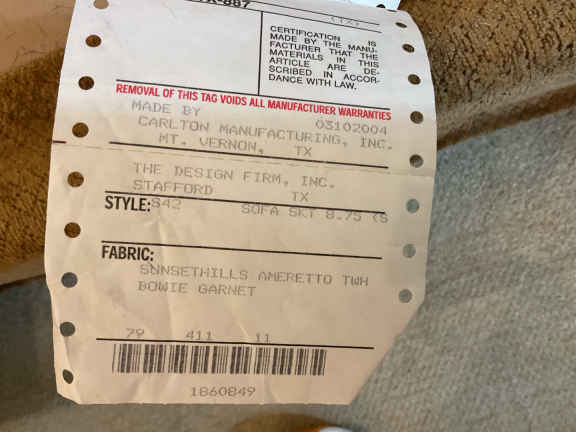 CERTIFICATION IS
MADE BY THE MANU-
FACTURER THAT THE
MATERIALS IN THIS
ARTICLE ARE DE-
SCRIBED IN ACCOR-
DANCE WITH LAW.
REMOVAL OF THIS TAG VOIDS ALL MANUFACTURER WARRANTIES
MADE BY 03102004
CARLTON MANUFACTURING, INC.
MT. VERNON, TX
THE DESIGN FIRM, INC.
STAFFORD TX
STYLE: S42 SOFA SKT 8.75 (S
FABRIC:
SUNSETHILLS AMERETTO TWH
BOWIE GARNET
79 411 11
1860849